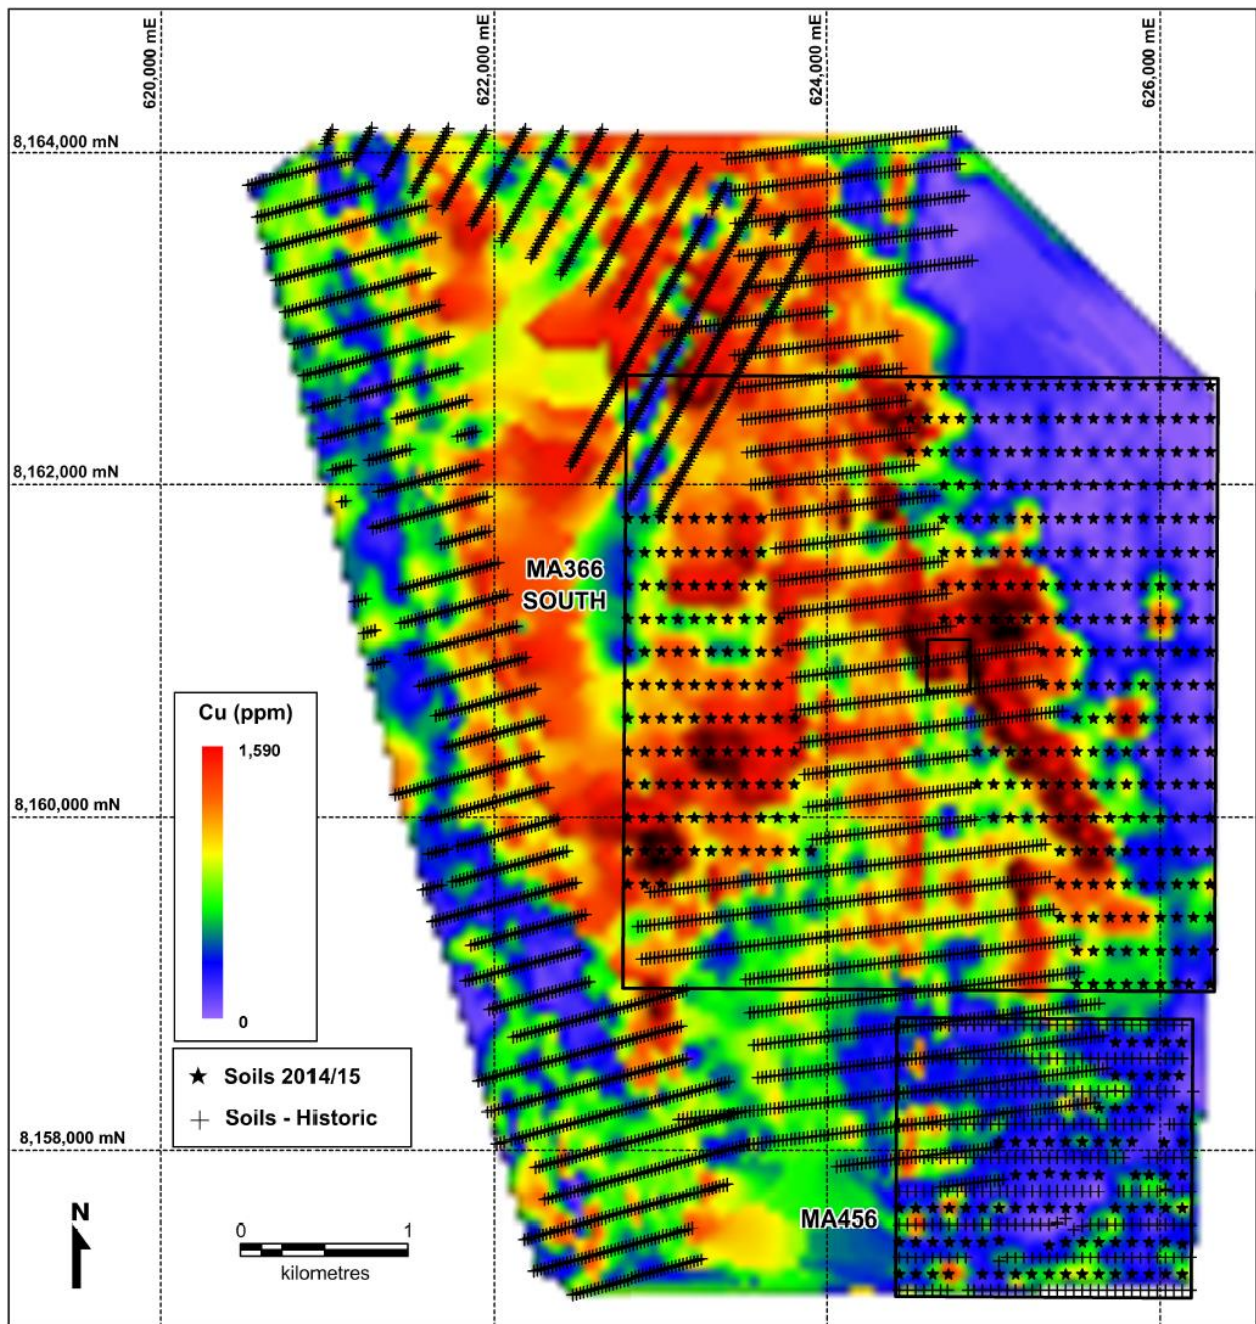 620,000 mE
622,000 mE
624,000 mE
626,000 mE
8,164,000 mN
8,162,000 mN
MA366
SOUTH
Cu (ppm)
1,590
0
8,160,000 mN
Soils 2014/15
Soils - Historic
8,158,000 mN
MA456
N
0 1
kilometres